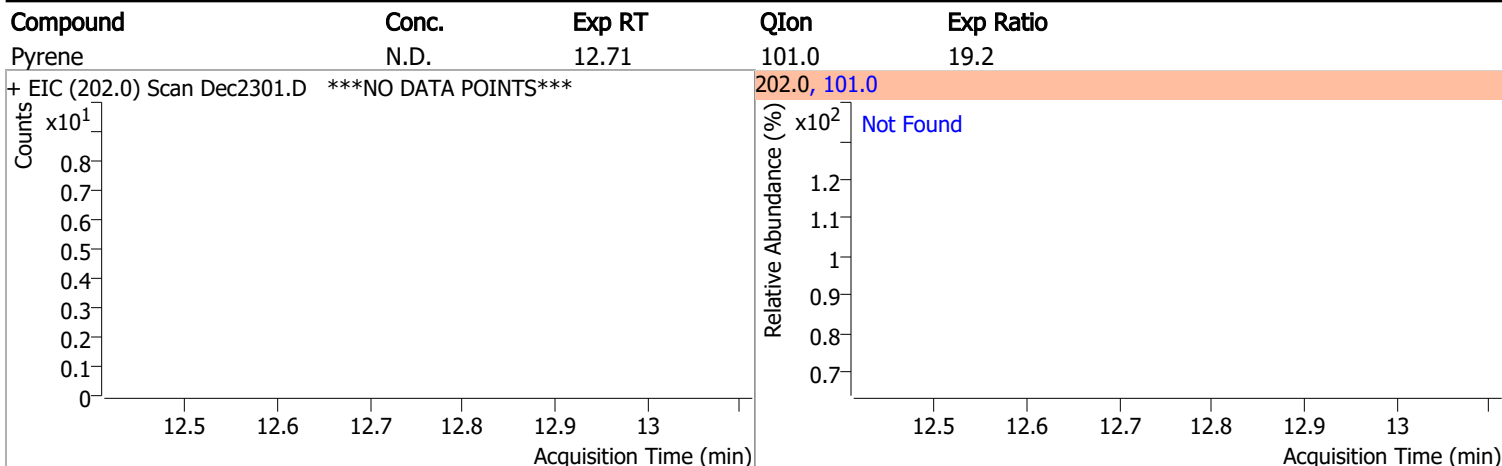 Compound Conc. Exp RT QIon Exp Ratio
Pyrene N.D. 12.71 101.0 19.2
+ EIC (202.0) Scan Dec2301.D ***NO DATA POINTS***
Counts
x10¹
0.8
0.7
0.6
0.5
0.4
0.3
0.2
0.1
0
12.5 12.6 12.7 12.8 12.9 13
Acquisition Time (min)
202.0, 101.0
Relative Abundance (%)
x10²
Not Found
1.2
1.1
1
0.9
0.8
0.7
12.5 12.6 12.7 12.8 12.9 13
Acquisition Time (min)